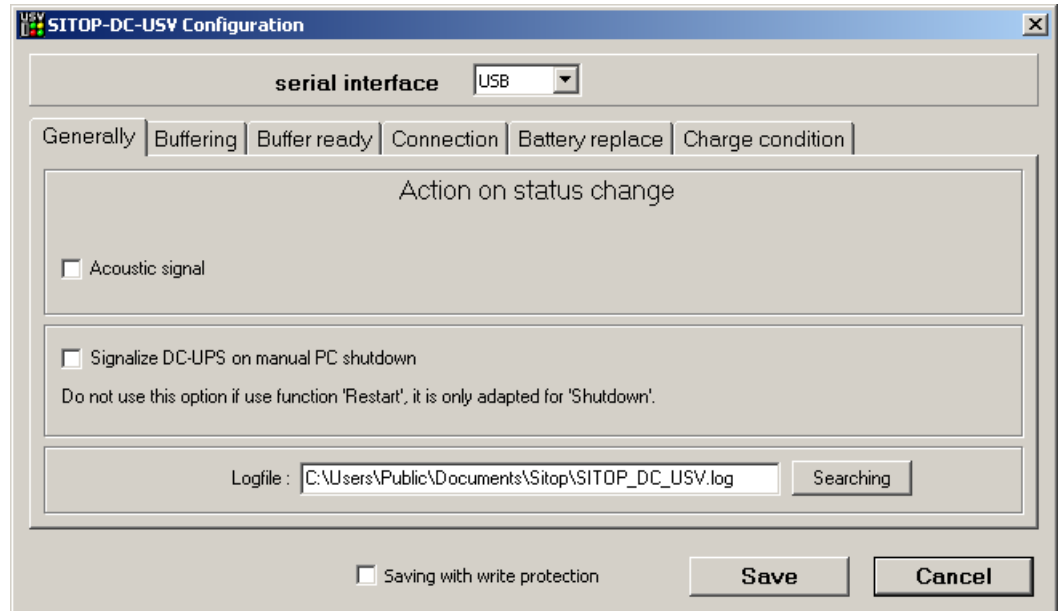 USV
SITOP-DC-USV Configuration
serial interface USB
Generally Buffering Buffer ready Connection Battery replace Charge condition
Action on status change
Acoustic signal
Signalize DC-UPS on manual PC shutdown
Do not use this option if use function 'Restart', it is only adapted for 'Shutdown'.
Logfile : C:\Users\Public\Documents\Sitop\SITOP_DC_USV.log Searching
Saving with write protection Save Cancel